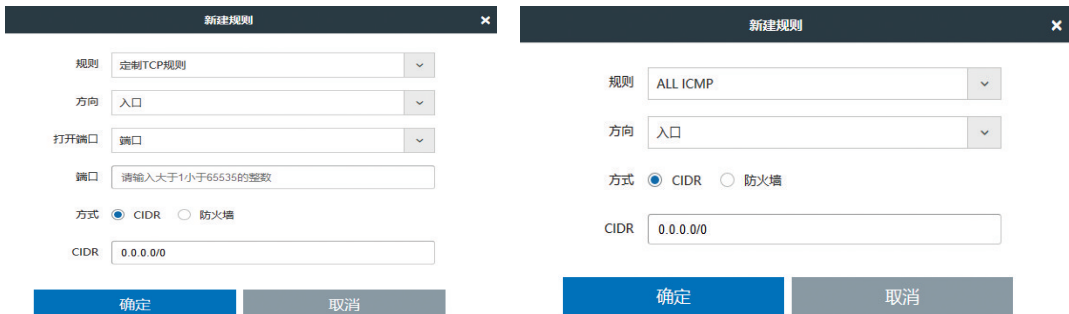 新建规则
规则 定制TCP规则
方向 入口
打开端口 端口
端口 请输入大于1小于65535的整数
方式 CIDR 防火墙
CIDR 0.0.0.0/0
确定 取消
新建规则
规则 ALL ICMP
方向 入口
方式 CIDR 防火墙
CIDR 0.0.0.0/0
确定 取消